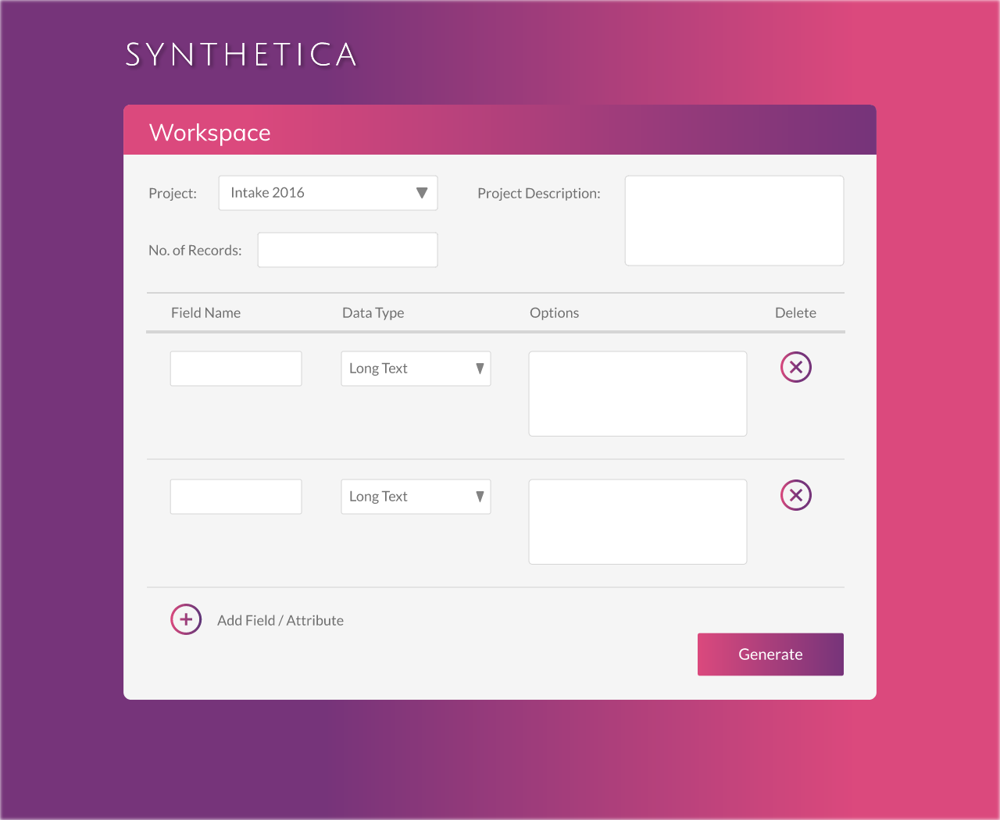 SYNTHETICA
Workspace
Project: Intake 2016 Project Description:
No. of Records:
Field Name Data Type Options Delete
Long Text
Long Text
Add Field / Attribute
Generate